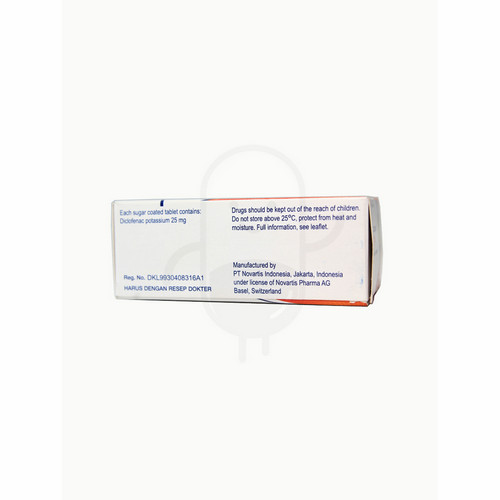 Each sugar coated tablet contains:
Diclofenac potassium 25 mg
Reg. No. DKL9930408316A1
HARUS DENGAN RESEP DOKTER
Drugs should be kept out of the reach of children.
Do not store above 25°C, protect from heat and
moisture. Full information, see leaflet.
Manufactured by
PT Novartis Indonesia, Jakarta, Indonesia
under license of Novartis Pharma AG
Basel, Switzerland